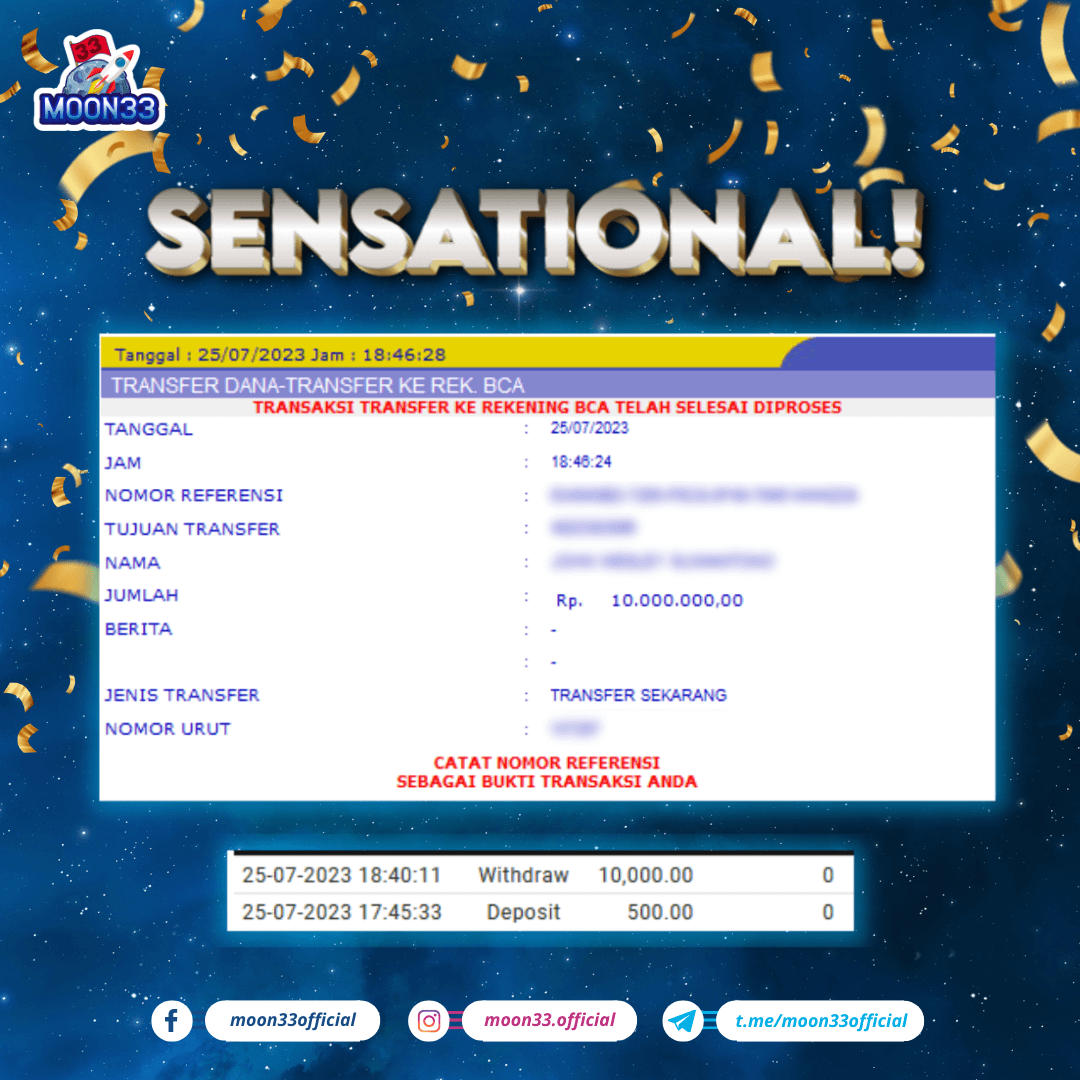 33
MOON33
SENSATIONAL!
Tanggal : 25/07/2023 Jam : 18:46:28
TRANSFER DANA-TRANSFER KE REK. BCA
TRANSAKSI TRANSFER KE REKENING BCA TELAH SELESAI DIPROSES
TANGGAL : 25/07/2023
JAM : 18:46:24
NOMOR REFERENSI :
TUJUAN TRANSFER :
NAMA :
JUMLAH : Rp. 10.000.000,00
BERITA : -
: -
JENIS TRANSFER : TRANSFER SEKARANG
NOMOR URUT :
CATAT NOMOR REFERENSI
SEBAGAI BUKTI TRANSAKSI ANDA
25-07-2023 18:40:11 Withdraw 10,000.00 0
25-07-2023 17:45:33 Deposit 500.00 0
moon33official moon33.official t.me/moon33official